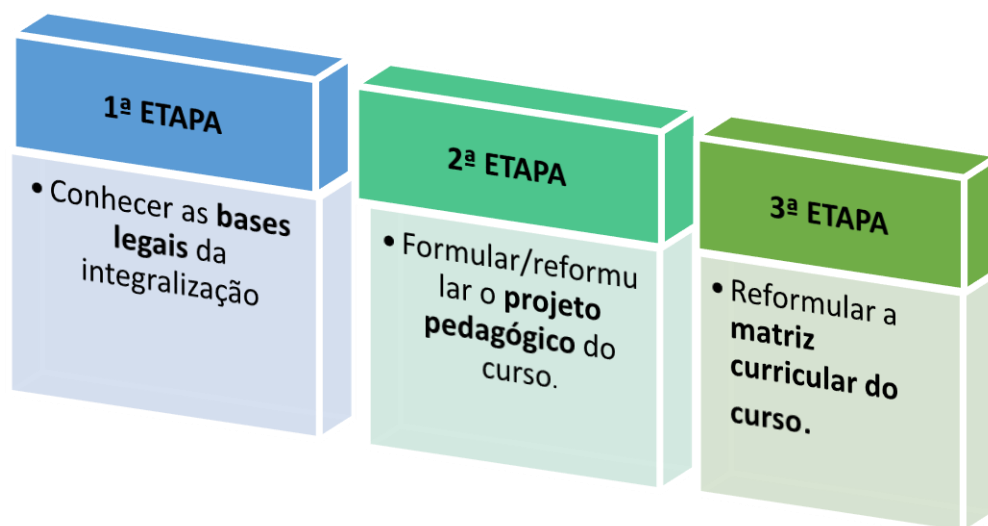 1ª ETAPA
• Conhecer as bases
legais da
integralização
2ª ETAPA
• Formular/reformu
lar o projeto
pedagógico do
curso.
3ª ETAPA
• Reformular a
matriz
curricular do
curso.